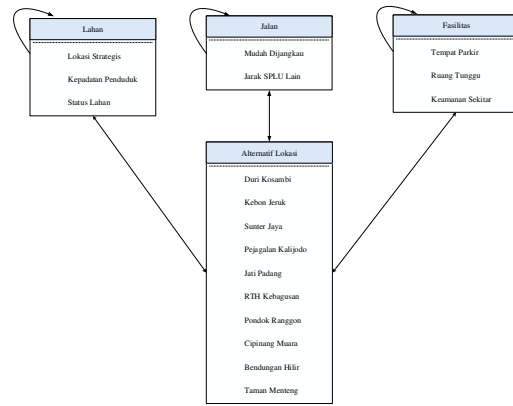 Lahan
Lokasi Strategis
Kepadatan Penduduk
Status Lahan
Jalan
Mudah Dijangkau
Jarak SPLU Lain
Fasilitas
Tempat Parkir
Ruang Tunggu
Keamanan Sekitar
Alternatif Lokasi
Duri Kosambi
Kebon Jeruk
Sunter Jaya
Pejagalan Kalijodo
Jati Padang
RTH Kebagusan
Pondok Ranggon
Cipinang Muara
Bendungan Hilir
Taman Menteng